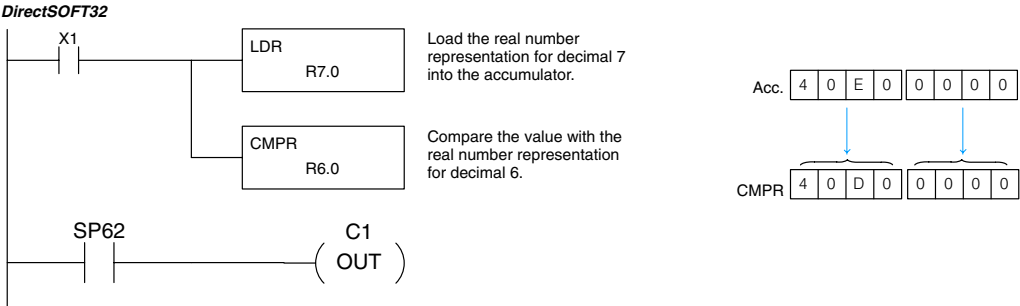 DirectSOFT32
X1
LDR
R7.0
Load the real number
representation for decimal 7
into the accumulator.
Acc. 4 0 E 0 0 0 0 0
CMPR
R6.0
Compare the value with the
real number representation
for decimal 6.
CMPR 4 0 D 0 0 0 0 0
SP62
C1
OUT